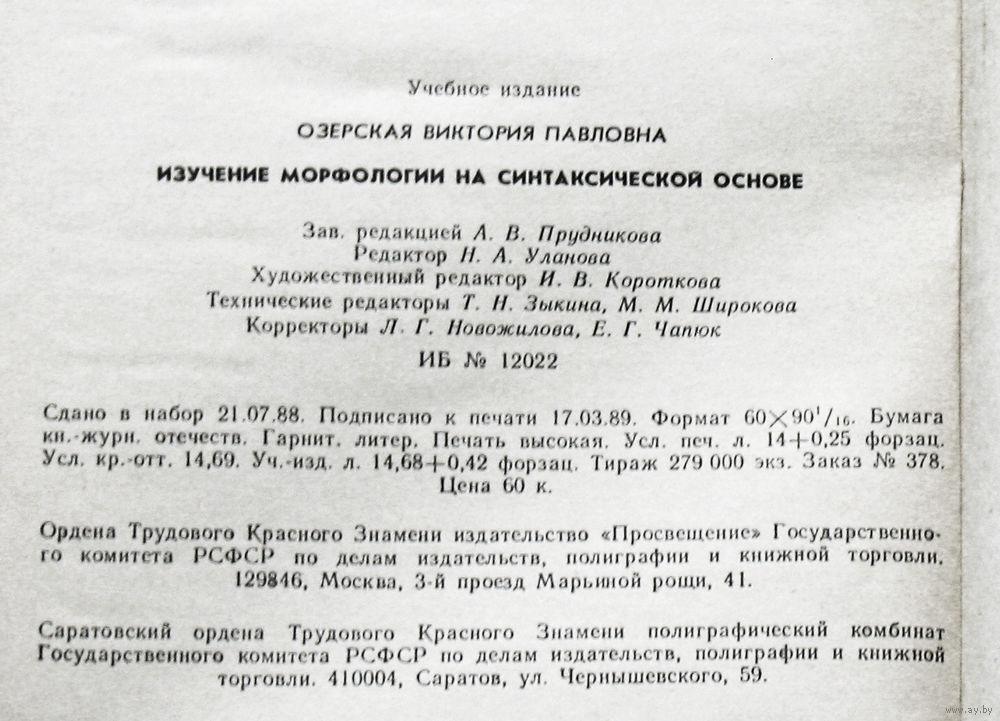 Учебное издание
ОЗЕРСКАЯ ВИКТОРИЯ ПАВЛОВНА
ИЗУЧЕНИЕ МОРФОЛОГИИ НА СИНТАКСИЧЕСКОЙ ОСНОВЕ
Зав. редакцией А. В. Прудникова
Редактор Н. А. Уланова
Художественный редактор И. В. Короткова
Технические редакторы Т. Н. Зыкина, М. М. Широкова
Корректоры Л. Г. Новожилова, Е. Г. Чапюк
ИБ № 12022
Сдано в набор 21.07.88. Подписано к печати 17.03.89. Формат 60×90¹/₁₆. Бумага
кн.-журн. отечеств. Гарнит. литер. Печать высокая. Усл. печ. л. 14+0,25 форзац.
Усл. кр.-отт. 14,69. Уч.-изд. л. 14,68+0,42 форзац. Тираж 279 000 экз. Заказ № 378.
Цена 60 к.
Ордена Трудового Красного Знамени издательство «Просвещение» Государственно-
го комитета РСФСР по делам издательств, полиграфии и книжной торговли.
129846, Москва, 3-й проезд Марьиной рощи, 41.
Саратовский ордена Трудового Красного Знамени полиграфический комбинат
Государственного комитета РСФСР по делам издательств, полиграфии и книжной
торговли. 410004, Саратов, ул. Чернышевского, 59.
www.ay.by